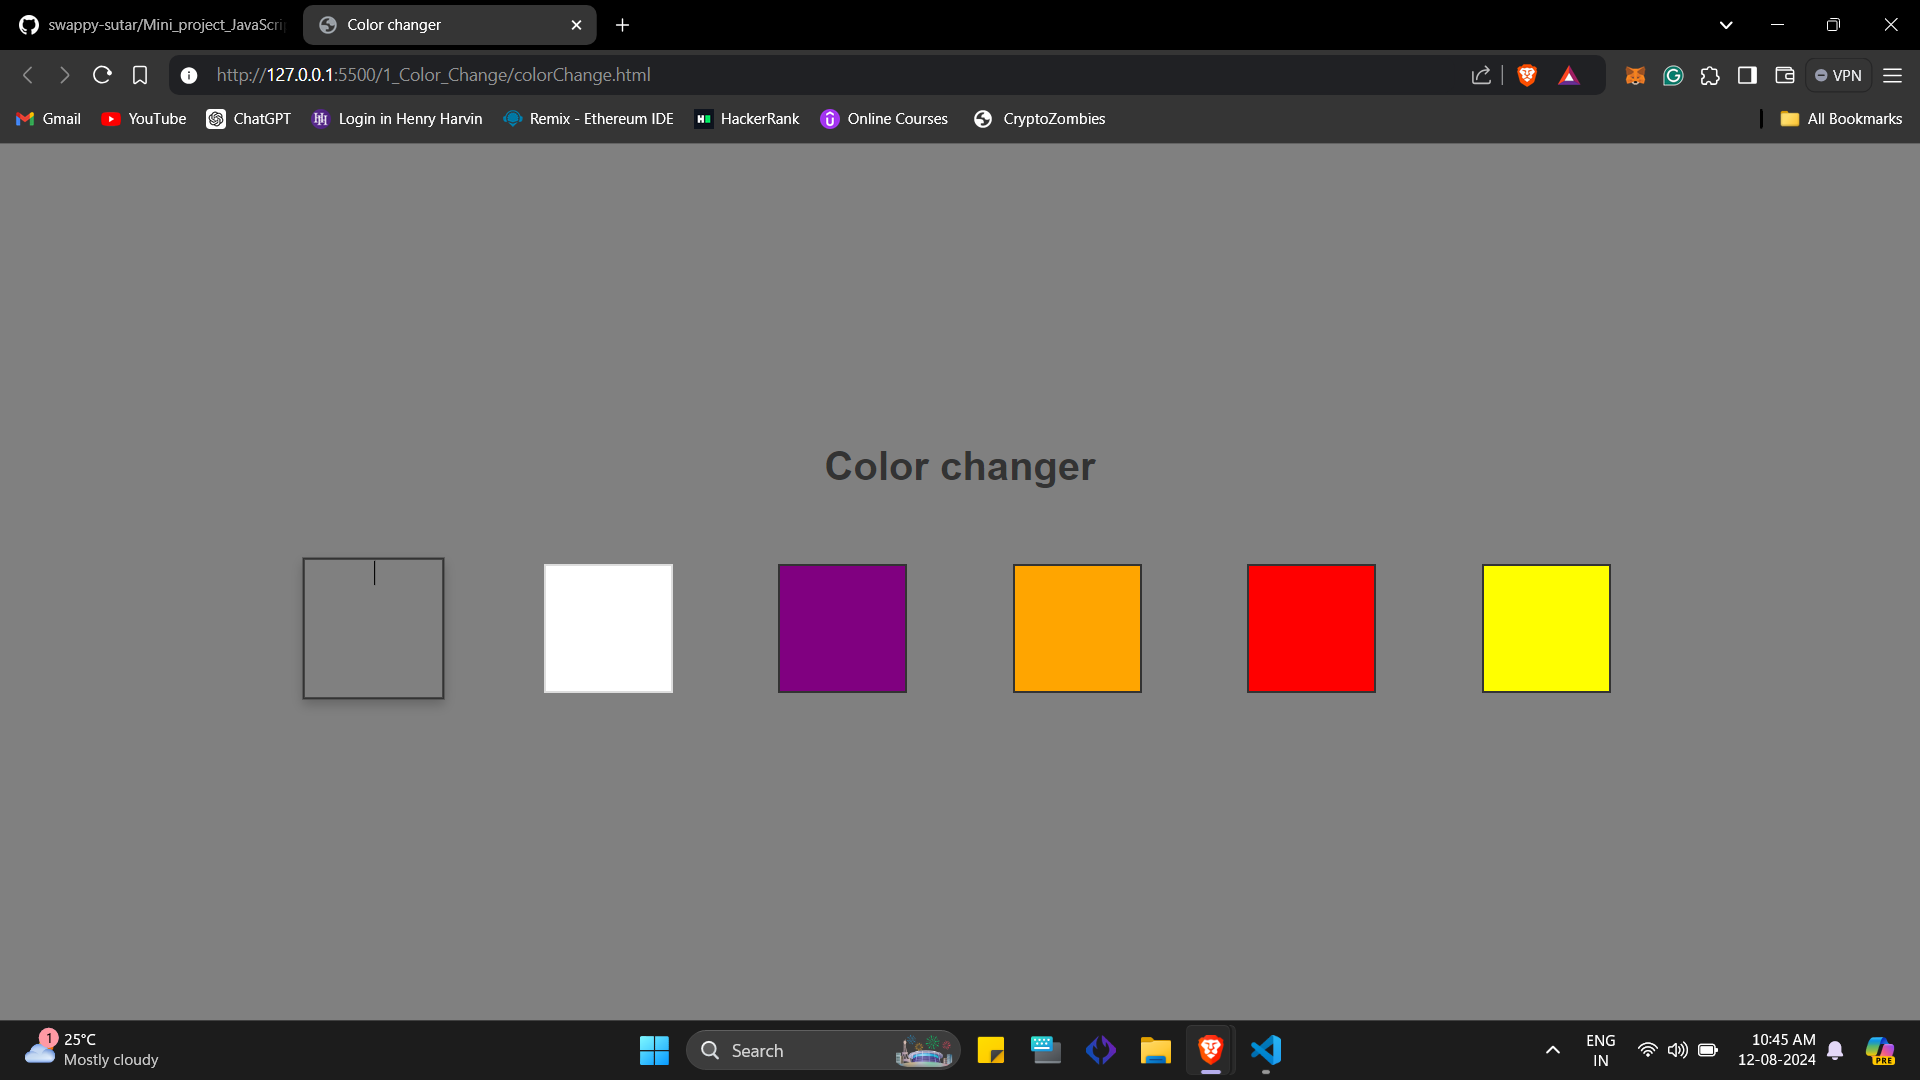 swappy-sutar/Mini_project_JavaScri
Color changer
http://127.0.0.1:5500/1_Color_Change/colorChange.html
VPN
Gmail
YouTube
ChatGPT
Login in Henry Harvin
Remix - Ethereum IDE
HackerRank
Online Courses
CryptoZombies
All Bookmarks
Color changer
1
25°C
Mostly cloudy
Search
ENG
IN
10:45 AM
12-08-2024
PRE